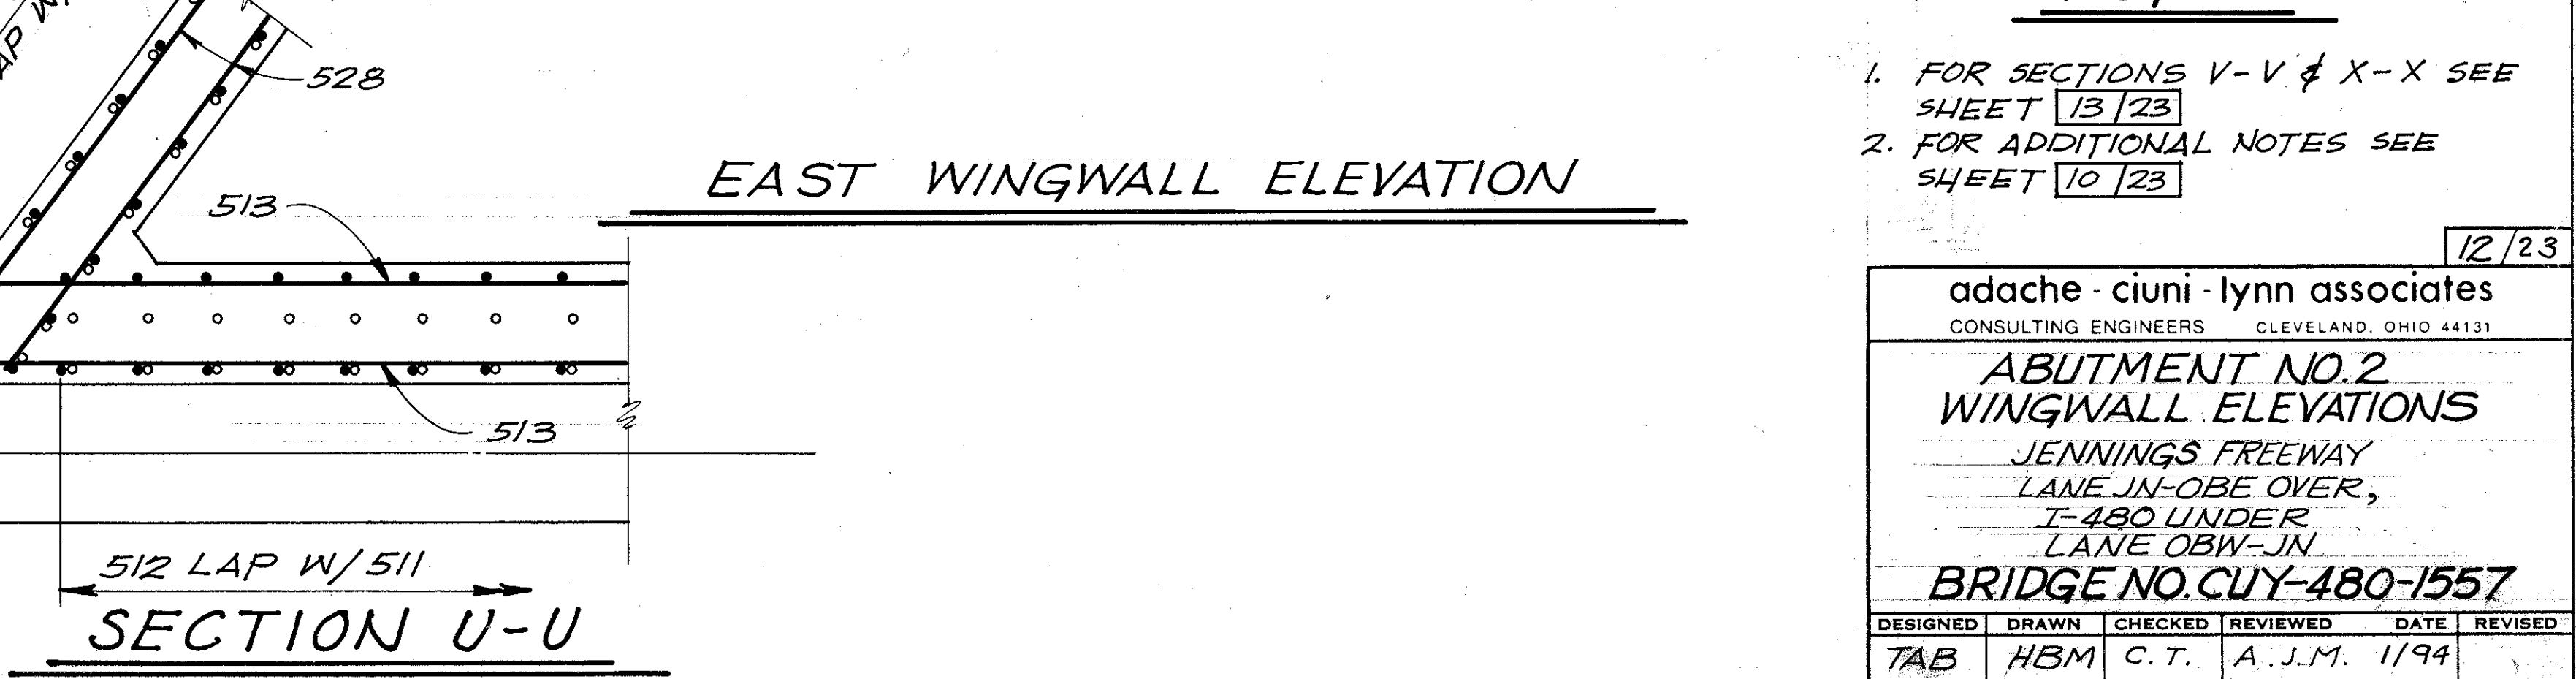 528
513
513
512 LAP W/511
SECTION U-U
EAST WINGWALL ELEVATION
1. FOR SECTIONS V-V & X-X SEE
SHEET 13/23
2. FOR ADDITIONAL NOTES SEE
SHEET 10/23
12/23
adache - ciuni - lynn associates
CONSULTING ENGINEERS CLEVELAND, OHIO 44131
ABUTMENT NO.2
WINGWALL ELEVATIONS
JENNINGS FREEWAY
LANE JN-OBE OVER,
I-480 UNDER
LANE OBW-JN
BRIDGE NO. CUY-480-1557
DESIGNED DRAWN CHECKED REVIEWED DATE REVISED
TAB HBM C.T. A.J.M. 1/94